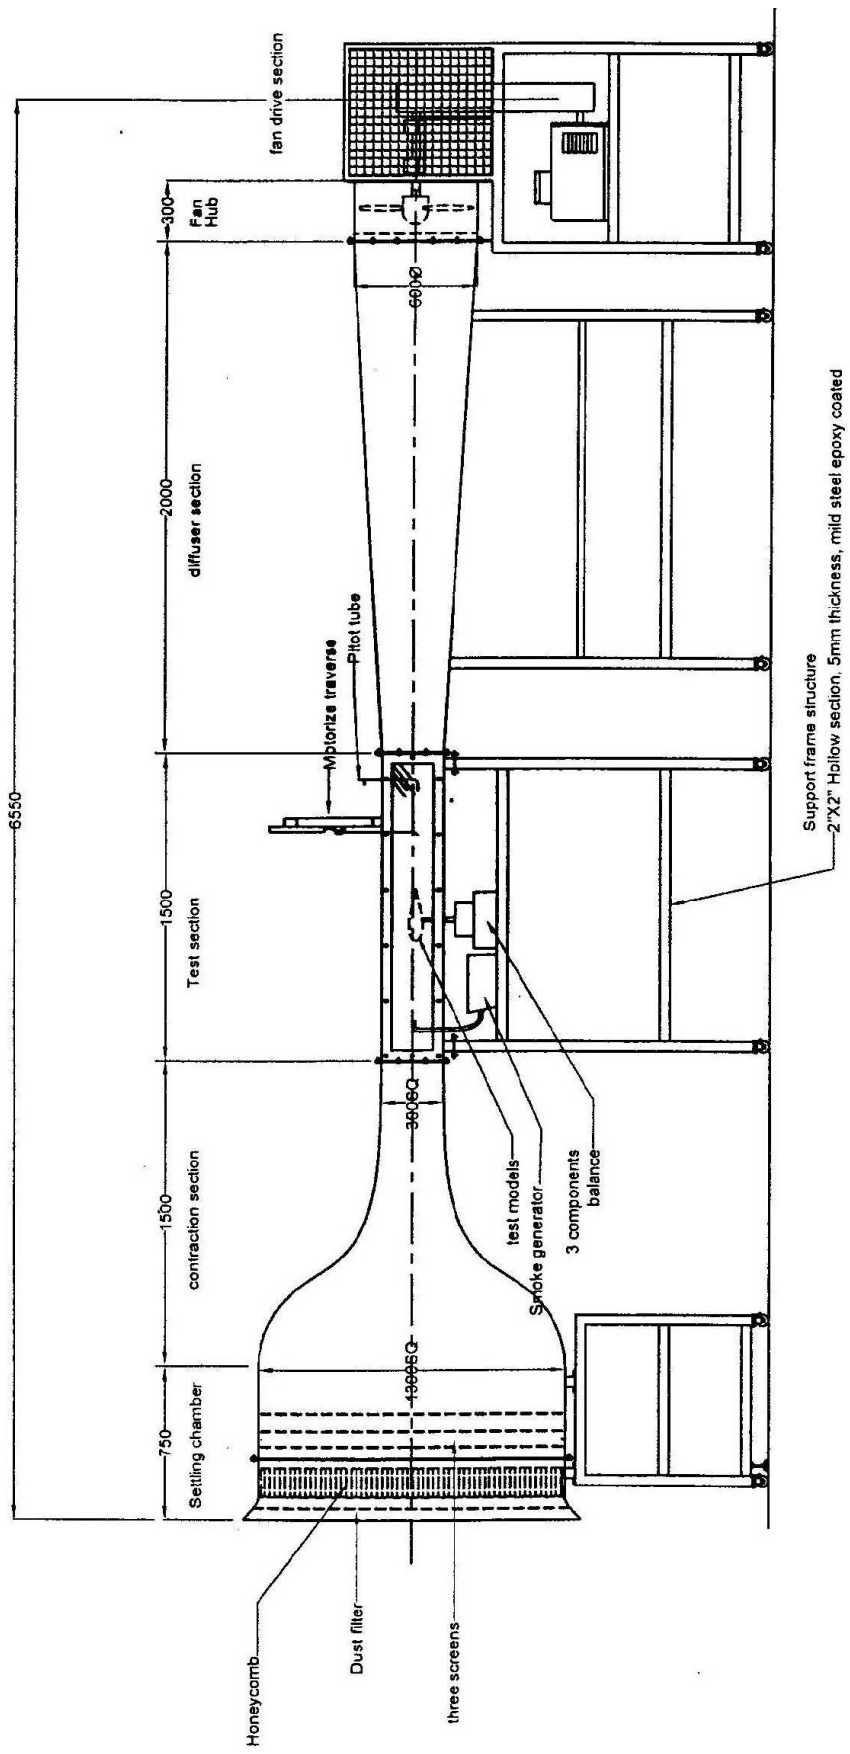 6550
750
1500
1500
2000
300
Settling chamber
contraction section
Test section
diffuser section
Fan
Hub
fan drive section
Motorize traverse
Pitot tube
Honeycomb
Dust filter
three screens
1300SQ
300SQ
600Ø
test models
Smoke generator
3 components
balance
Support frame structure
2"X2" Hollow section, 5mm thickness, mild steel epoxy coated